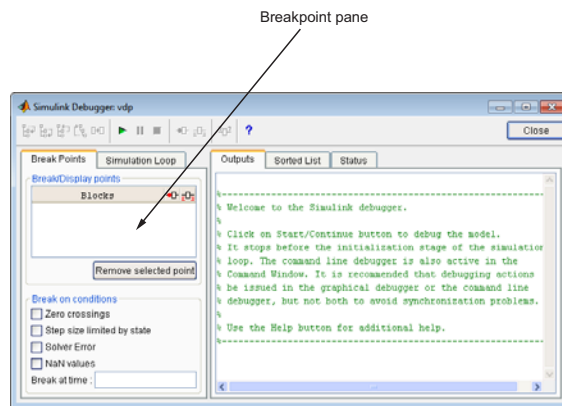 Breakpoint pane
Simulink Debugger: vdp
Close
Break Points Simulation Loop
Break/Display points
Blocks
Remove selected point
Break on conditions
Zero crossings
Step size limited by state
Solver Error
NaN values
Break at time :
Outputs Sorted List Status
%----------------------------------------------------------------
% Welcome to the Simulink debugger.
%
% Click on Start/Continue button to debug the model.
% It stops before the initialization stage of the simulation
% loop. The command line debugger is also active in the
% Command Window. It is recommended that debugging actions
% be issued in the graphical debugger or the command line
% debugger, but not both to avoid synchronization problems.
%
% Use the Help button for additional help.
%----------------------------------------------------------------